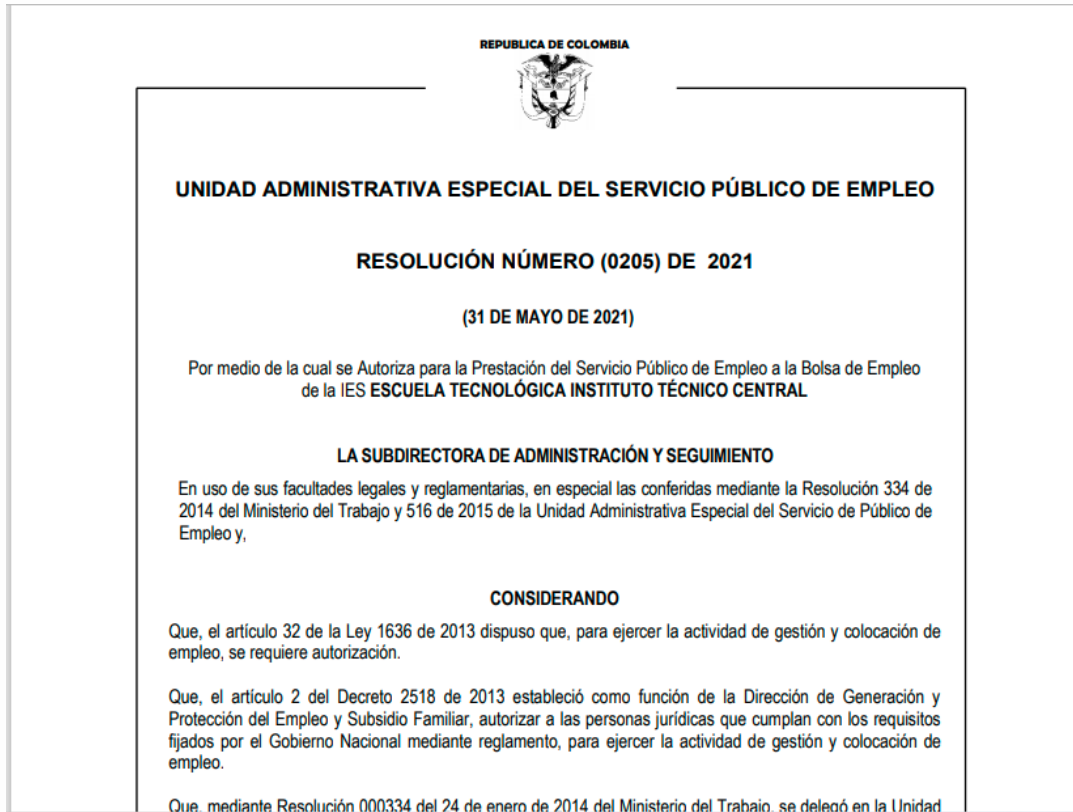 REPUBLICA DE COLOMBIA
UNIDAD ADMINISTRATIVA ESPECIAL DEL SERVICIO PÚBLICO DE EMPLEO
RESOLUCIÓN NÚMERO (0205) DE 2021
(31 DE MAYO DE 2021)
Por medio de la cual se Autoriza para la Prestación del Servicio Público de Empleo a la Bolsa de Empleo
de la IES ESCUELA TECNOLÓGICA INSTITUTO TÉCNICO CENTRAL
LA SUBDIRECTORA DE ADMINISTRACIÓN Y SEGUIMIENTO
En uso de sus facultades legales y reglamentarias, en especial las conferidas mediante la Resolución 334 de
2014 del Ministerio del Trabajo y 516 de 2015 de la Unidad Administrativa Especial del Servicio de Público de
Empleo y,
CONSIDERANDO
Que, el artículo 32 de la Ley 1636 de 2013 dispuso que, para ejercer la actividad de gestión y colocación de
empleo, se requiere autorización.
Que, el artículo 2 del Decreto 2518 de 2013 estableció como función de la Dirección de Generación y
Protección del Empleo y Subsidio Familiar, autorizar a las personas jurídicas que cumplan con los requisitos
fijados por el Gobierno Nacional mediante reglamento, para ejercer la actividad de gestión y colocación de
empleo.
Que, mediante Resolución 000334 del 24 de enero de 2014 del Ministerio del Trabajo, se delegó en la Unidad